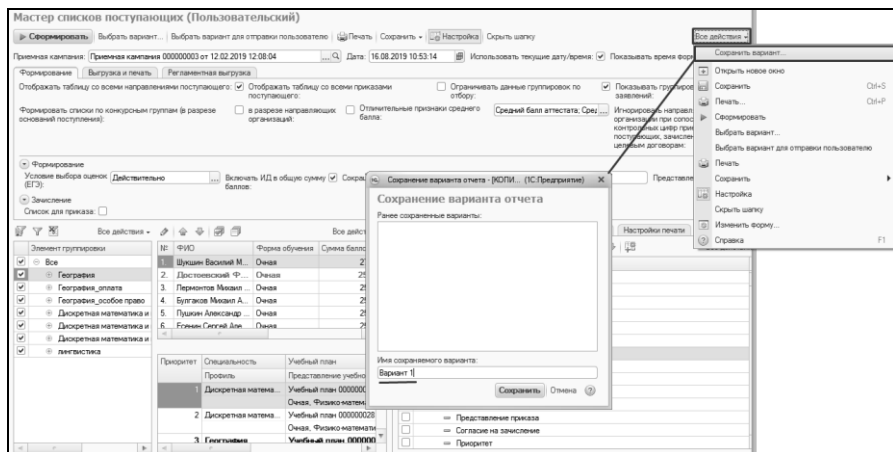 Мастер списков поступающих (Пользовательский)
Сформировать Выбрать вариант... Выбрать вариант для отправки пользователю Печать Сохранить Настройка Скрыть шапку Все действия
Приемная кампания: Приемная кампания 000000003 от 12.02.2019 12:08:04 ... Дата: 16.08.2019 10:53:14 Использовать текущие дату/время: Показывать время
Формирование Выгрузка и печать Регламентная выгрузка
Отображать таблицу со всеми направлениями поступающего: Отображать таблицу со всеми приказами поступающего: Ограничивать данные группировок по отбору: Показывать заявлений:
Формировать списки по конкурсным группам (в разрезе оснований поступления): в разрезе направляющих организаций: Отличительные признаки среднего балла: Средний балл аттестата; ... Игнорировать
организации при
контрольных цифр
поступающих,
целевым договорам:
Формирование
Условие выбора оценок (ЕГЭ): Действительно ... Включать ИД в общую сумму баллов:
Зачисление
Список для приказа:
Все действия
Элемент группировки
Все
География
География_оплата
География_особое право
Дискретная математика и
Дискретная математика и
Дискретная математика и
лингвистика
№ ФИО Форма обучения Сумма
1. Шукшин Василий М... Очная
2. Достоевский Ф... Очная
3. Лермонтов Михаил ... Очная
4. Булгаков Михаил А... Очная
5. Пушкин Александр ... Очная
6. Есенин Сергей Але... Очная
Приоритет Специальность Учебный план
Профиль Представление
1 Дискретная матема... Учебный план
Очная,
2 Дискретная матема... Учебный план 000000028
Очная,
3 География Учебный план
Сохранение варианта отчета - [КОПИ... (1С:Предприятие)
Сохранение варианта отчета
Ранее сохраненные варианты:
Имя сохраняемого варианта:
Вариант 1
Сохранить Отмена ?
Настройки печати
Представление приказа
Согласие на зачисление
Приоритет
Сохранить вариант...
Открыть новое окно
Сохранить Ctrl+S
Печать... Ctrl+P
Сформировать
Выбрать вариант...
Выбрать вариант для отправки пользователю
Печать
Сохранить
Настройка
Скрыть шапку
Изменить форму...
Справка F1